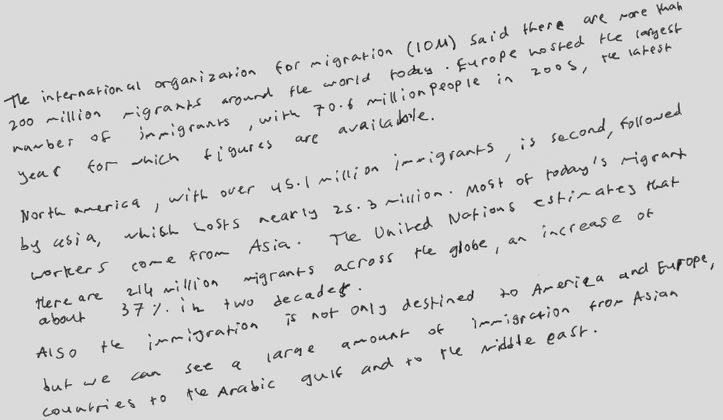 The international organization for migration (IOM) said there are more than
200 million migrants around the world today. Europe hosted the largest
number of immigrants, with 70.6 million people in 2005, the latest
year for which figures are available.
North america, with over 45.1 million immigrants, is second, followed
by asia, which hosts nearly 25.3 million. Most of today's migrant
workers come from Asia. The United Nations estimates that
there are 214 million migrants across the globe, an increase of
about 37%. in two decades.
Also the immigration is not only destined to America and Europe,
but we can see a large amount of immigration from Asian
countries to the Arabic gulf and to the middle east.